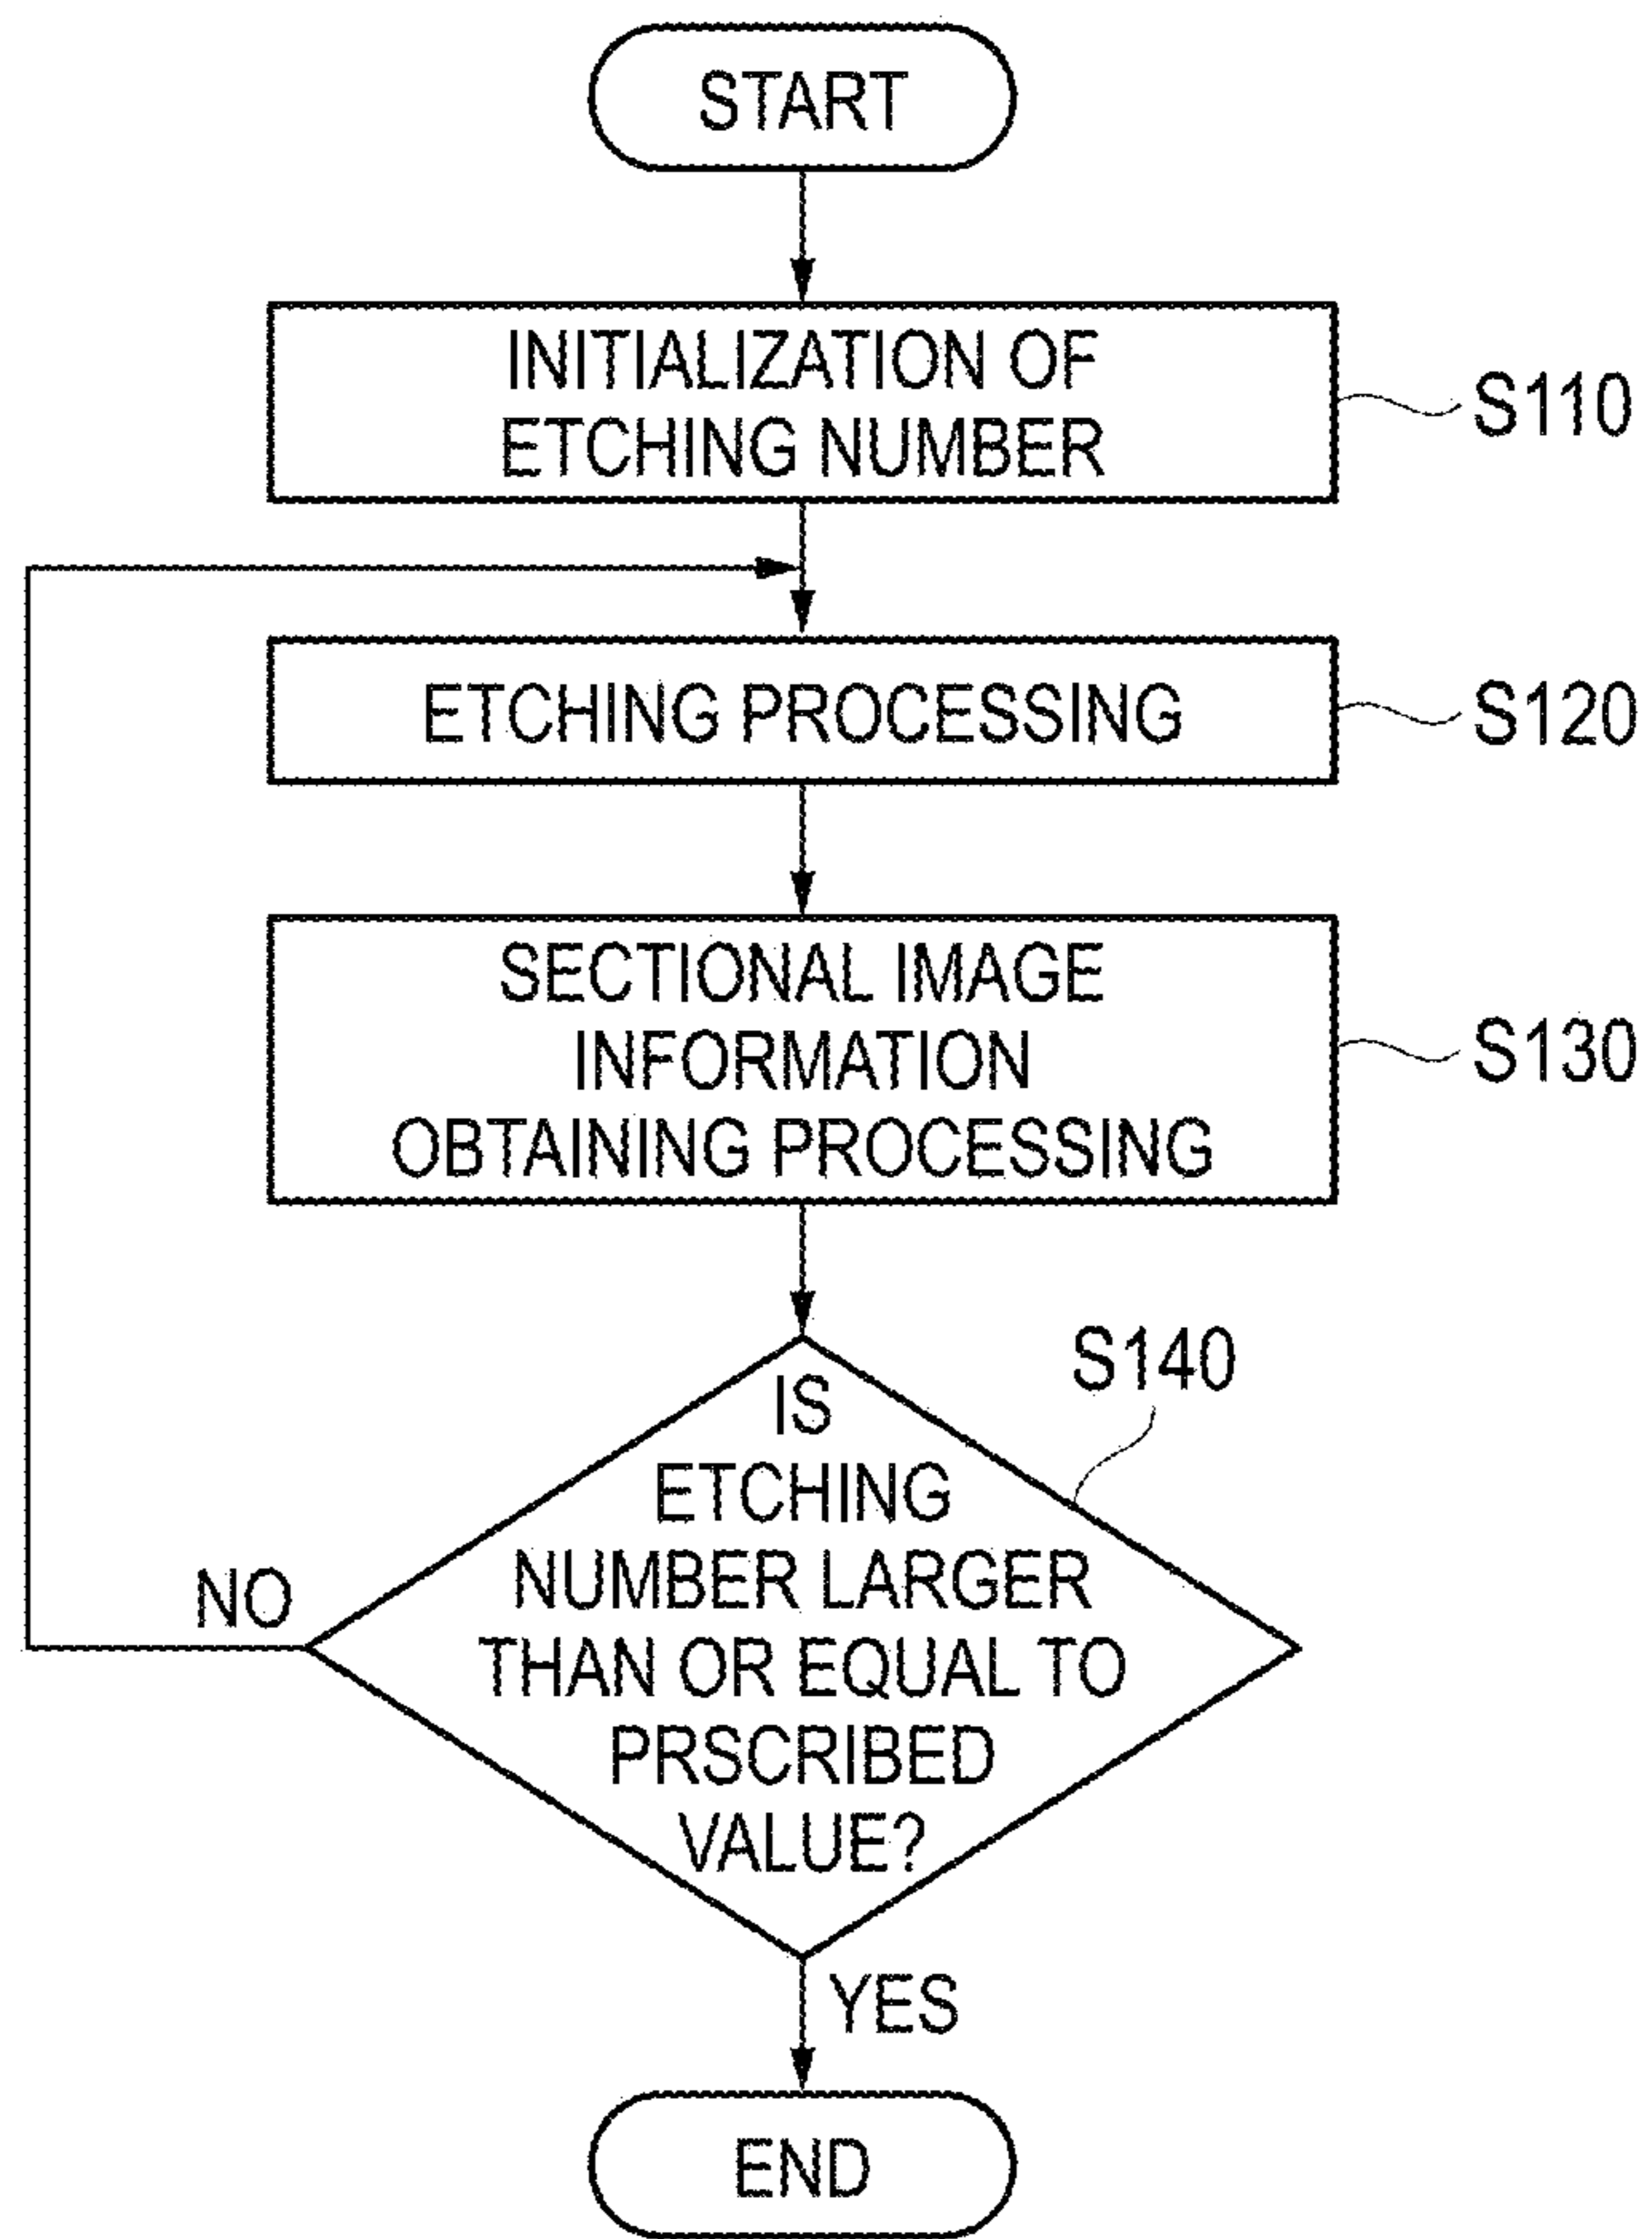 START
INITIALIZATION OF
ETCHING NUMBER
S110
ETCHING PROCESSING
S120
SECTIONAL IMAGE
INFORMATION
OBTAINING PROCESSING
S130
S140
IS
ETCHING
NUMBER LARGER
THAN OR EQUAL TO
PRSCRIBED
VALUE?
NO
YES
END